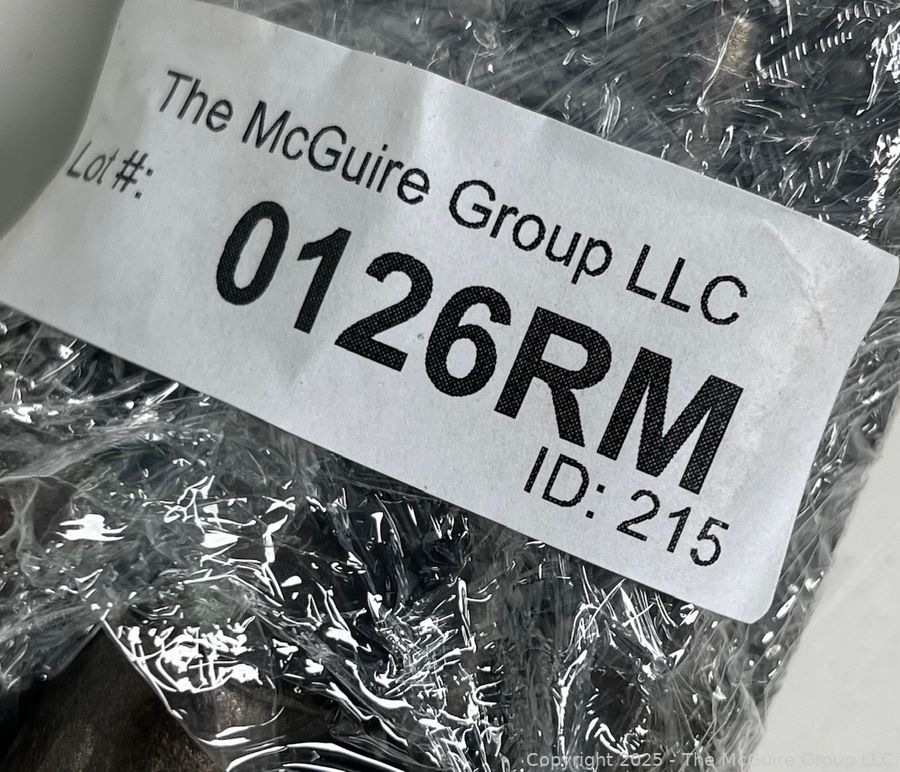 The McGuire Group LLC
Lot #:
0126RM
ID: 215
Copyright 2025 - The McGuire Group LLC